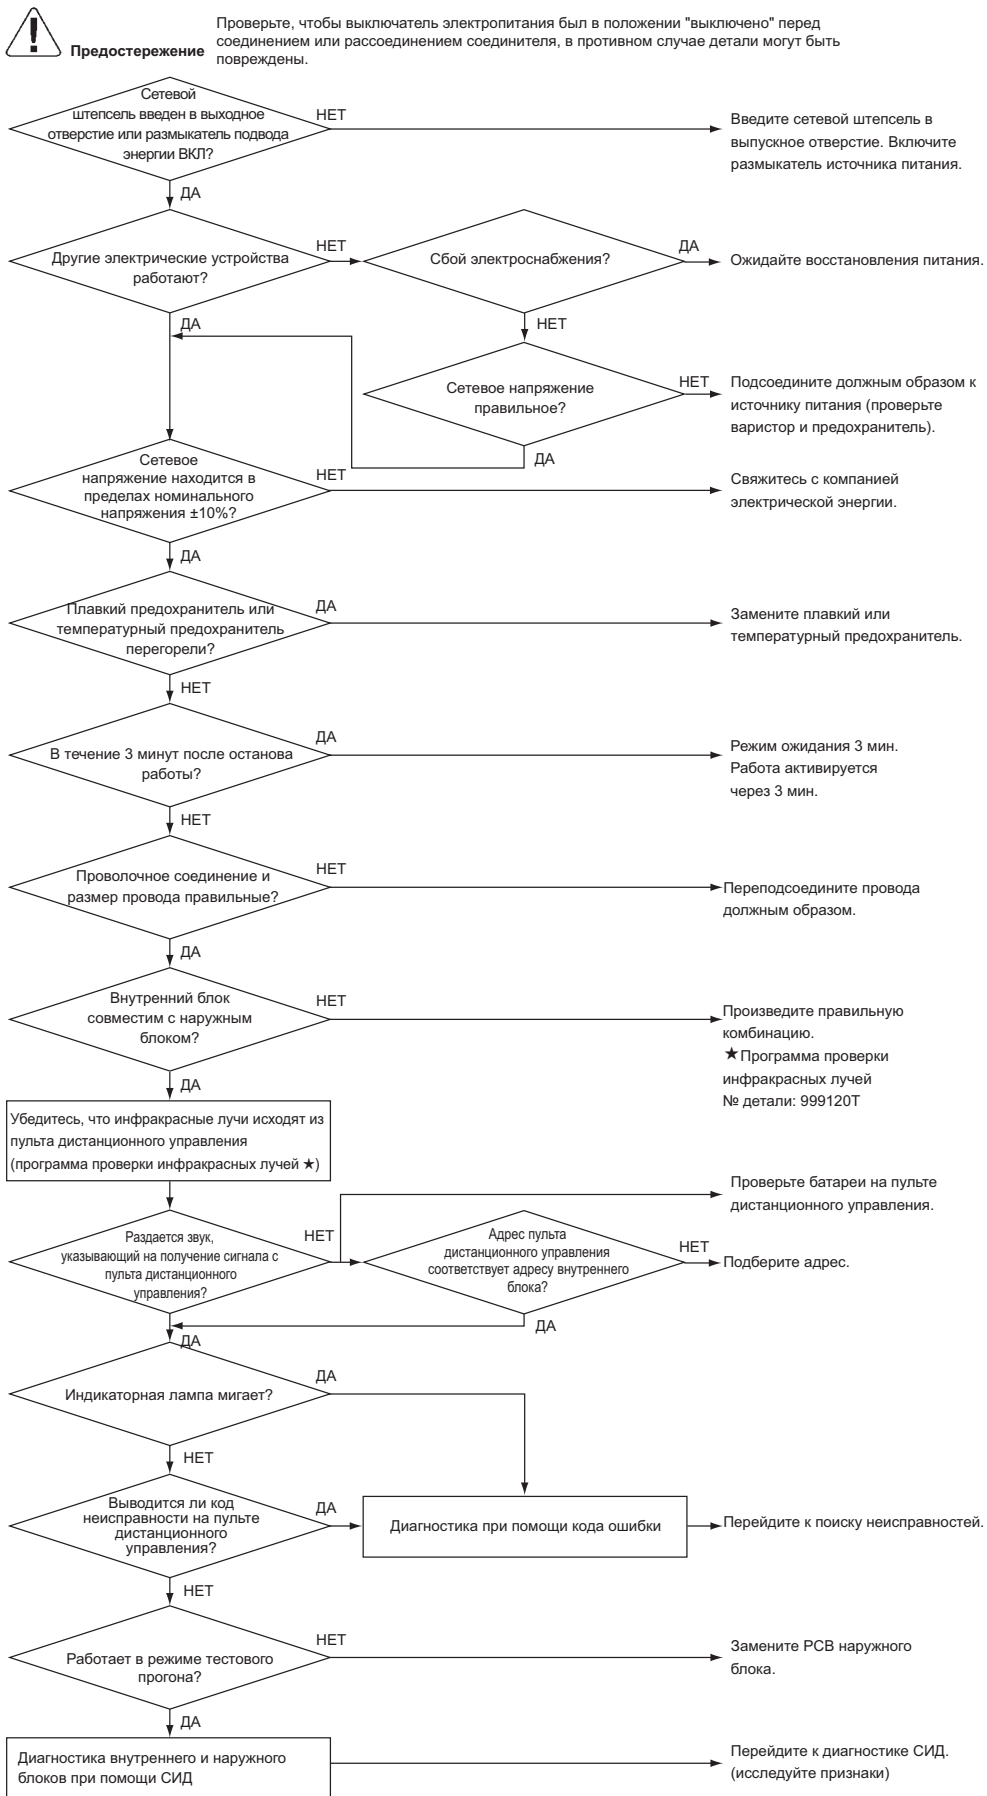 Предостережение
Проверьте, чтобы выключатель электропитания был в положении "выключено" перед
соединением или рассоединением соединителя, в противном случае детали могут быть
повреждены.
Сетевой
штепсель введен в выходное
отверстие или размыкатель подвода
энергии ВКЛ?
НЕТ
Введите сетевой штепсель в
выпускное отверстие. Включите
размыкатель источника питания.
ДА
Другие электрические устройства
работают?
НЕТ
Сбой электроснабжения?
ДА
Ожидайте восстановления питания.
ДА
НЕТ
Сетевое напряжение
правильное?
НЕТ
Подсоедините должным образом к
источнику питания (проверьте
варистор и предохранитель).
ДА
Сетевое
напряжение находится в
пределах номинального
напряжения ±10%?
НЕТ
Свяжитесь с компанией
электрической энергии.
ДА
Плавкий предохранитель или
температурный предохранитель
перегорели?
ДА
Замените плавкий или
температурный предохранитель.
НЕТ
В течение 3 минут после останова
работы?
ДА
Режим ожидания 3 мин.
Работа активируется
через 3 мин.
НЕТ
Проволочное соединение и
размер провода правильные?
НЕТ
Переподсоедините провода
должным образом.
ДА
Внутренний блок
совместим с наружным
блоком?
НЕТ
Произведите правильную
комбинацию.
★Программа проверки
инфракрасных лучей
№ детали: 999120T
ДА
Убедитесь, что инфракрасные лучи исходят из
пульта дистанционного управления
(программа проверки инфракрасных лучей ★)
Проверьте батареи на пульте
дистанционного управления.
Раздается звук,
указывающий на получение сигнала с
пульта дистанционного
управления?
НЕТ
Адрес пульта
дистанционного управления
соответствует адресу внутреннего
блока?
НЕТ
Подберите адрес.
ДА
ДА
Индикаторная лампа мигает?
ДА
НЕТ
Выводится ли код
неисправности на пульте
дистанционного
управления?
ДА
Диагностика при помощи кода ошибки
Перейдите к поиску неисправностей.
НЕТ
Работает в режиме тестового
прогона?
НЕТ
Замените PCB наружного
блока.
ДА
Диагностика внутреннего и наружного
блоков при помощи СИД
Перейдите к диагностике СИД.
(исследуйте признаки)